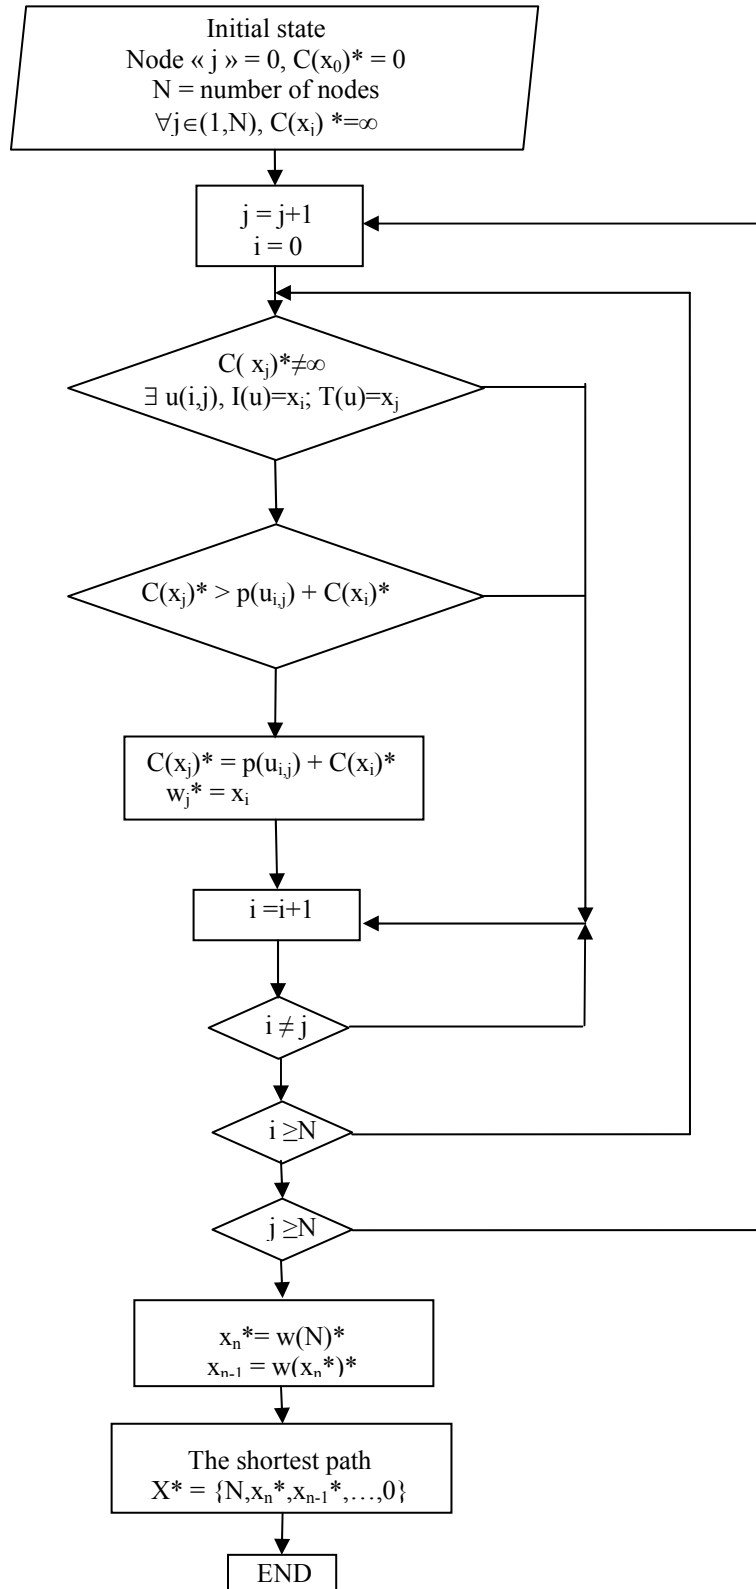 Initial state
Node « j » = 0, C(x₀)* = 0
N = number of nodes
∀j∈(1,N), C(xⱼ) *=∞
j = j+1
i = 0
C( xⱼ)*≠∞
∃ u(i,j), I(u)=xᵢ; T(u)=xⱼ
C(xⱼ)* > p(uᵢ,ⱼ) + C(xᵢ)*
C(xⱼ)* = p(uᵢ,ⱼ) + C(xᵢ)*
wⱼ* = xᵢ
i =i+1
i ≠ j
i ≥N
j ≥N
xₙ*= w(N)*
xₙ₋₁ = w(xₙ*)*
The shortest path
X* = {N,xₙ*,xₙ₋₁*,…,0}
END